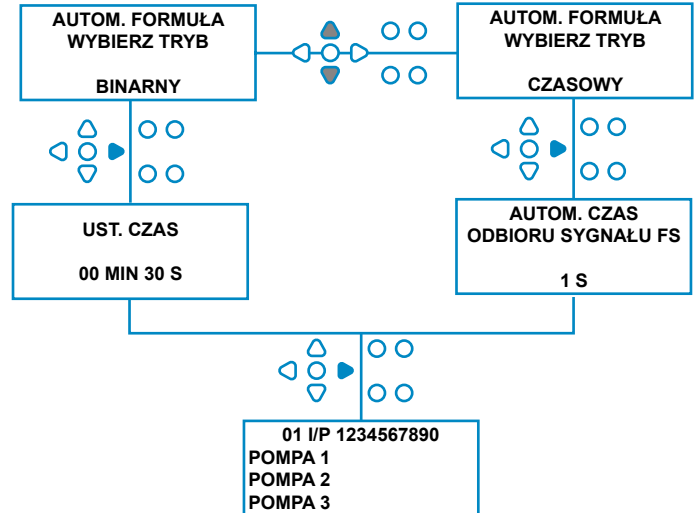 AUTOM. FORMUŁA
WYBIERZ TRYB
BINARNY
AUTOM. FORMUŁA
WYBIERZ TRYB
CZASOWY
UST. CZAS
00 MIN 30 S
AUTOM. CZAS
ODBIORU SYGNAŁU FS
1 S
01 I/P 1234567890
POMPA 1
POMPA 2
POMPA 3